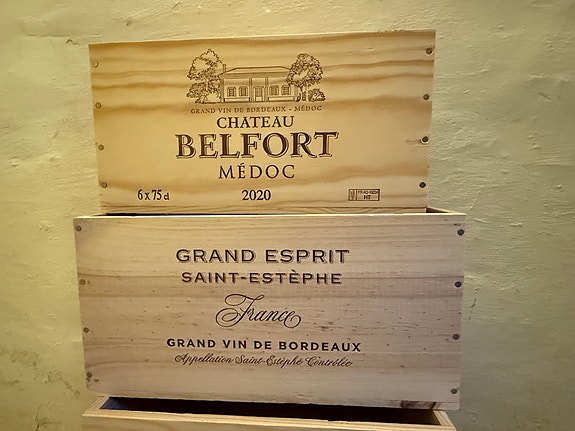 GRAND VIN DE BORDEAUX - MÉDOC
CHATEAU
BELFORT
MÉDOC
6 x 75 cl 2020
HT
GRAND ESPRIT
SAINT-ESTÈPHE
France
GRAND VIN DE BORDEAUX
Appellation Saint-Estèphe Contrôlée